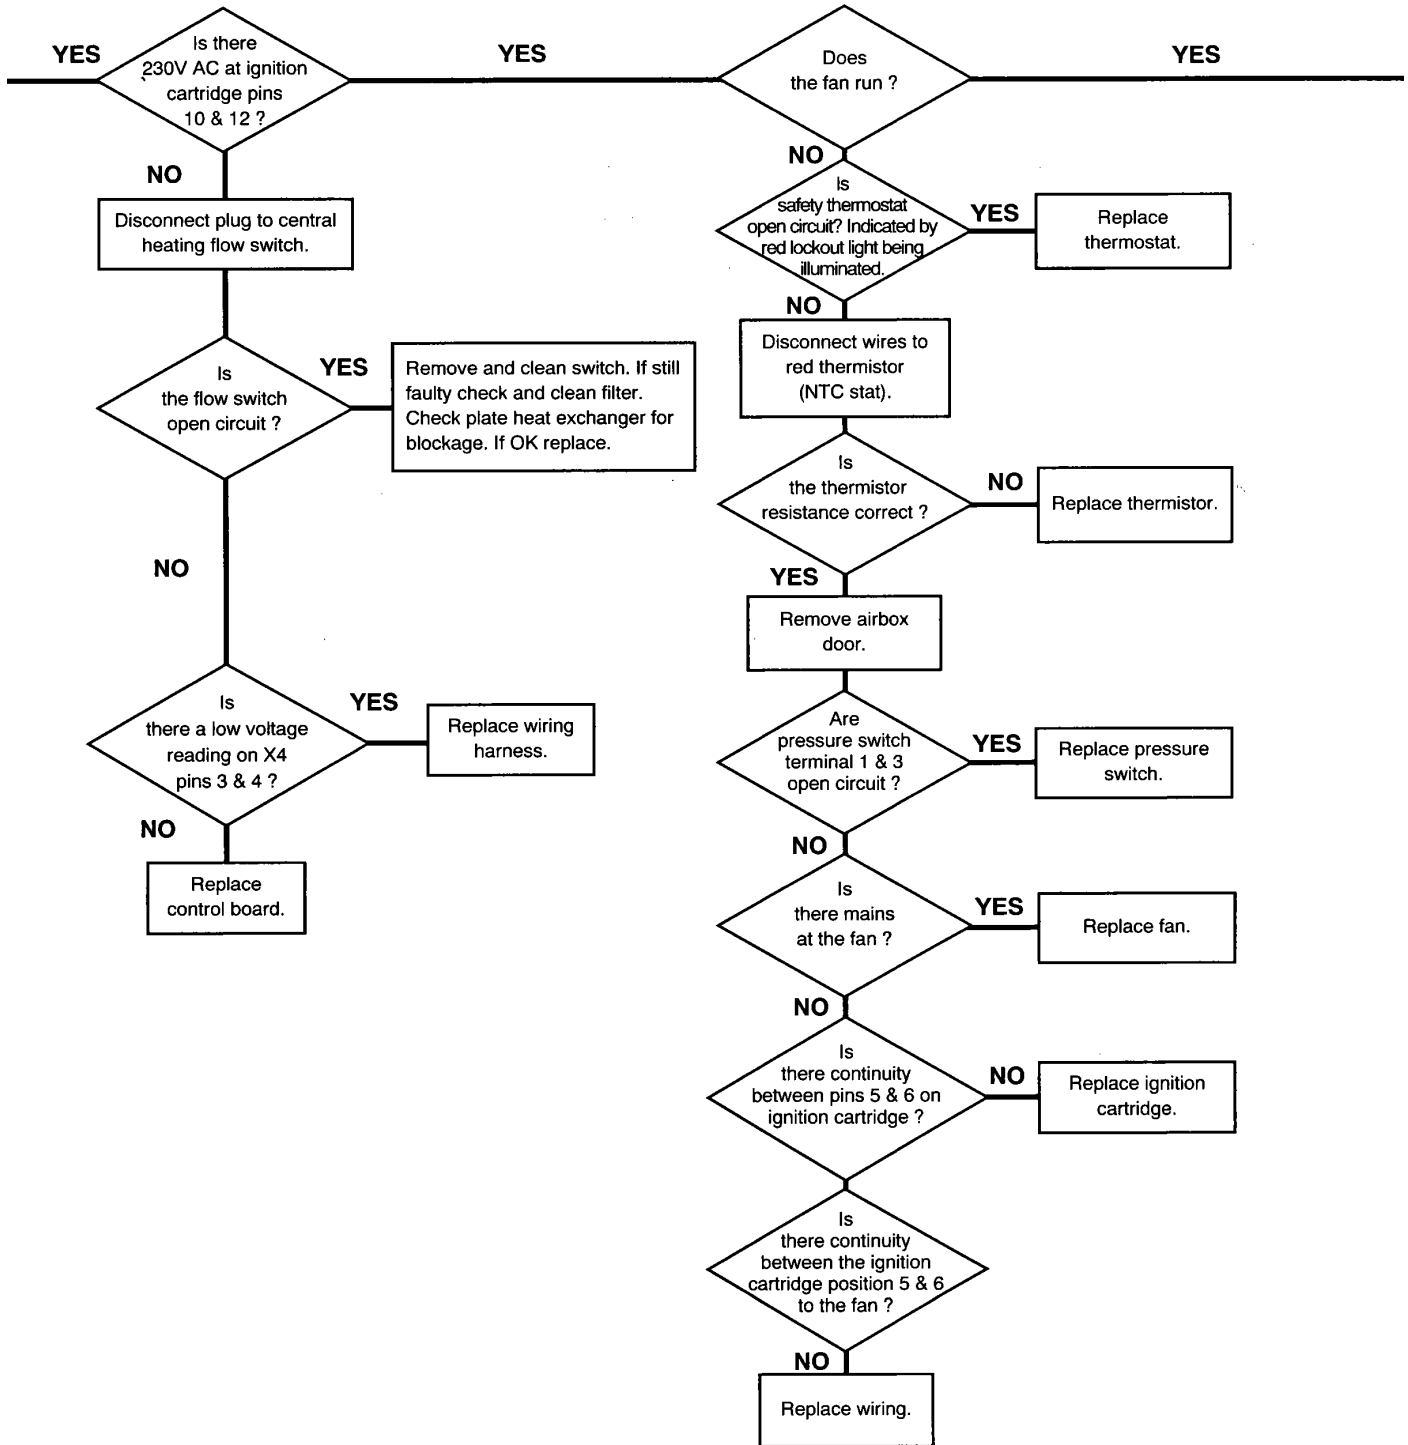 YES
Is there
230V AC at ignition
cartridge pins
10 & 12 ?
YES
Does
the fan run ?
YES
NO
Disconnect plug to central
heating flow switch.
Is
the flow switch
open circuit ?
YES
Remove and clean switch. If still
faulty check and clean filter.
Check plate heat exchanger for
blockage. If OK replace.
NO
Is
there a low voltage
reading on X4
pins 3 & 4 ?
YES
Replace wiring
harness.
NO
Replace
control board.
NO
Is
safety thermostat
open circuit? Indicated by
red lockout light being
illuminated.
YES
Replace
thermostat.
NO
Disconnect wires to
red thermistor
(NTC stat).
Is
the thermistor
resistance correct ?
NO
Replace thermistor.
YES
Remove airbox
door.
Are
pressure switch
terminal 1 & 3
open circuit ?
YES
Replace pressure
switch.
NO
Is
there mains
at the fan ?
YES
Replace fan.
NO
Is
there continuity
between pins 5 & 6 on
ignition cartridge ?
NO
Replace ignition
cartridge.
Is
there continuity
between the ignition
cartridge position 5 & 6
to the fan ?
NO
Replace wiring.